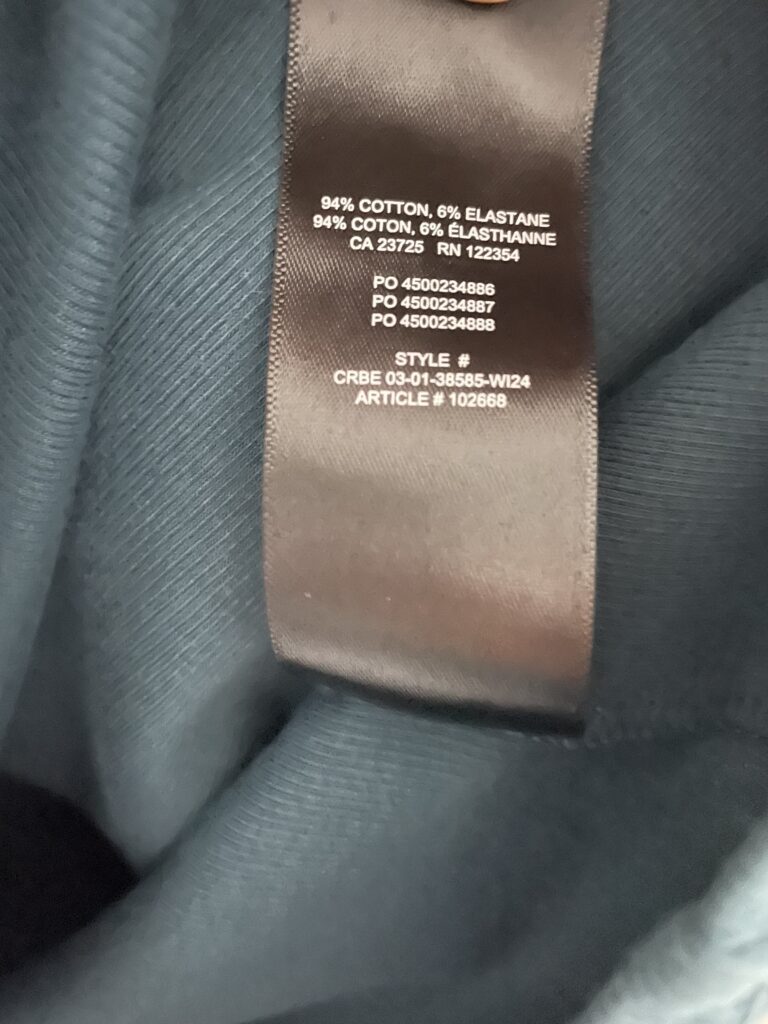 94% COTTON, 6% ELASTANE
94% COTON, 6% ÉLASTHANNE
CA 23725 RN 122354
PO 4500234886
PO 4500234887
PO 4500234888
STYLE #
CRBE 03-01-38585-WI24
ARTICLE # 102668